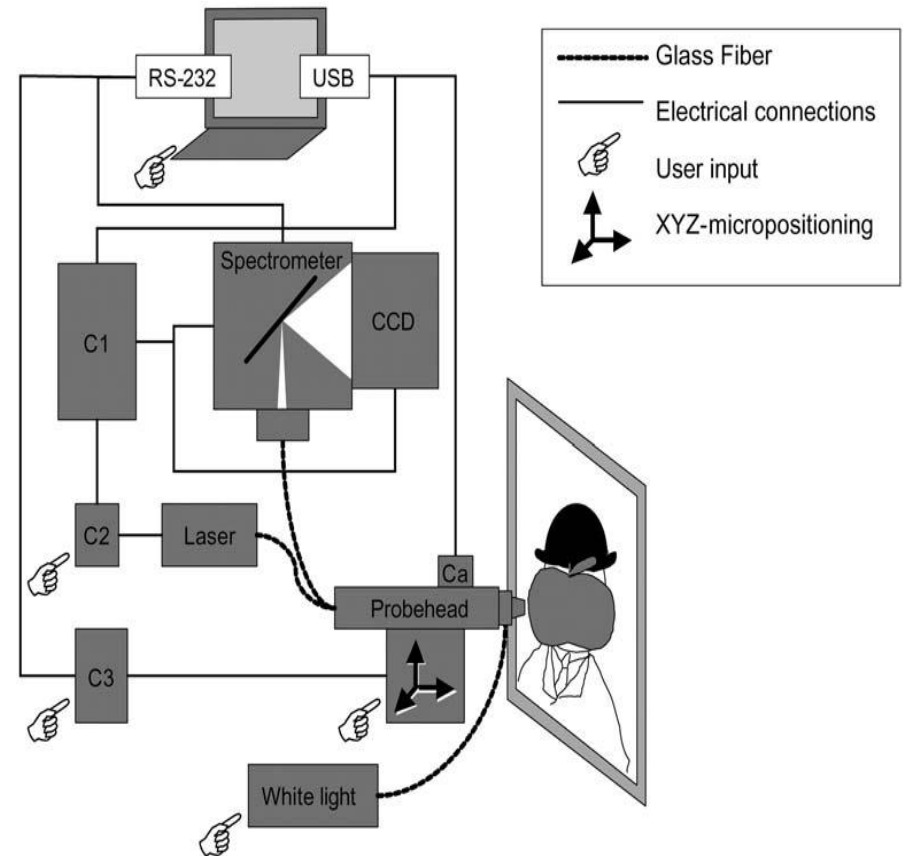 RS-232
USB
Glass Fiber
Electrical connections
User input
XYZ-micropositioning
Spectrometer
CCD
C1
C2
Laser
Ca
Probehead
C3
White light